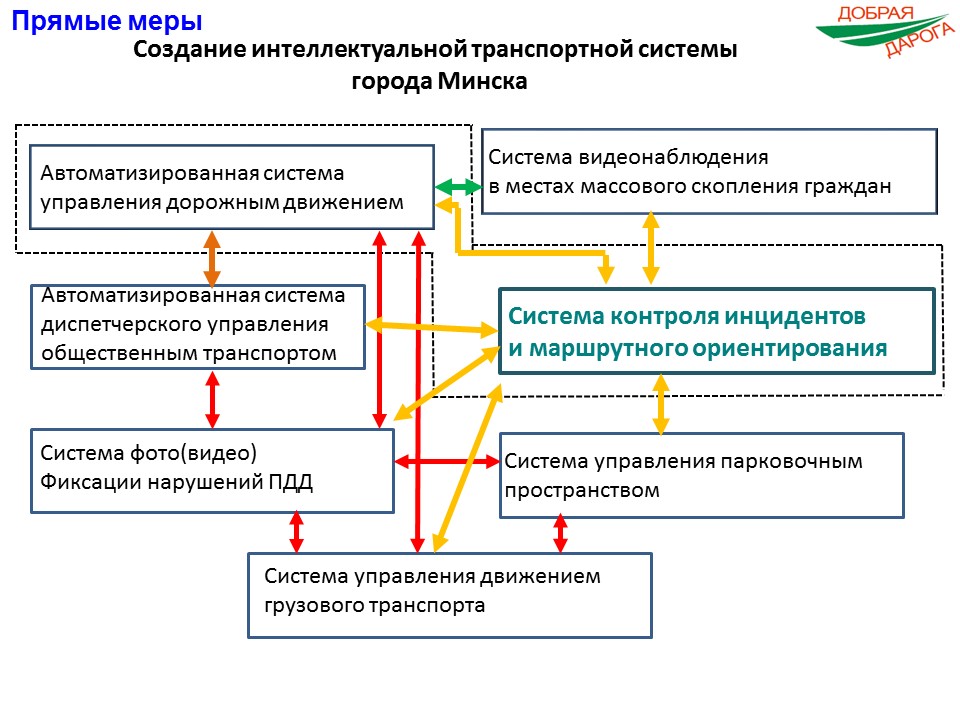 Прямые меры
ДОБРАЯ
ДАРОГА
Создание интеллектуальной транспортной системы
города Минска
Автоматизированная система
управления дорожным движением
Система видеонаблюдения
в местах массового скопления граждан
Автоматизированная система
диспетчерского управления
общественным транспортом
Система контроля инцидентов
и маршрутного ориентирования
Система фото(видео)
Фиксации нарушений ПДД
Система управления парковочным
пространством
Система управления движением
грузового транспорта